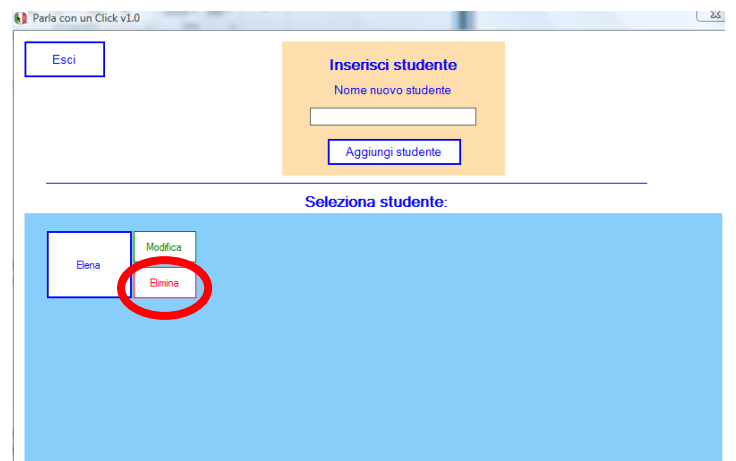 Parla con un Click v1.0
Esci
Inserisci studente
Nome nuovo studente
Aggiungi studente
Seleziona studente:
Elena
Modifica
Elimina